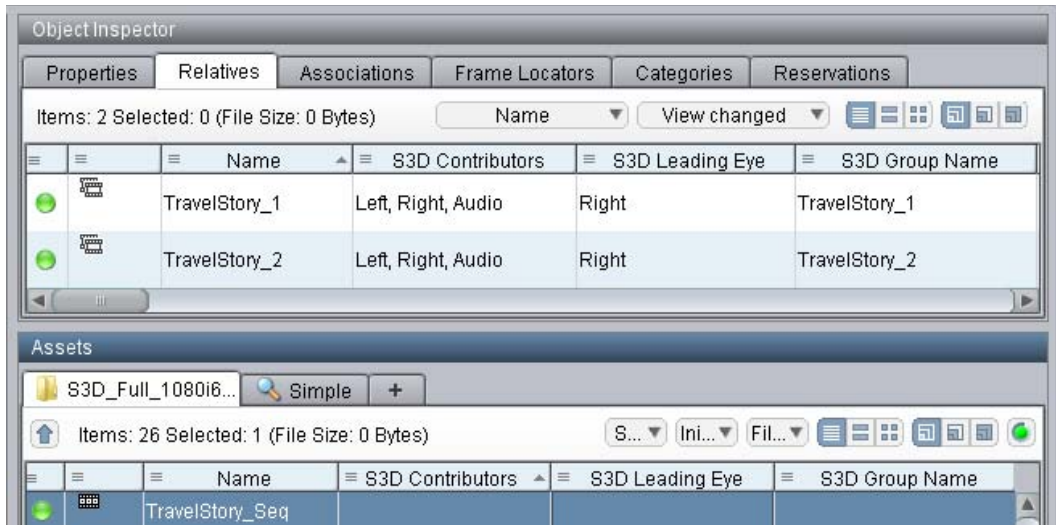 Object Inspector
Properties Relatives Associations Frame Locators Categories Reservations
Items: 2 Selected: 0 (File Size: 0 Bytes) Name View changed
Name S3D Contributors S3D Leading Eye S3D Group Name
TravelStory_1 Left, Right, Audio Right TravelStory_1
TravelStory_2 Left, Right, Audio Right TravelStory_2
Assets
S3D_Full_1080i6... Simple +
Items: 26 Selected: 1 (File Size: 0 Bytes) S... Ini... Fil...
Name S3D Contributors S3D Leading Eye S3D Group Name
TravelStory_Seq